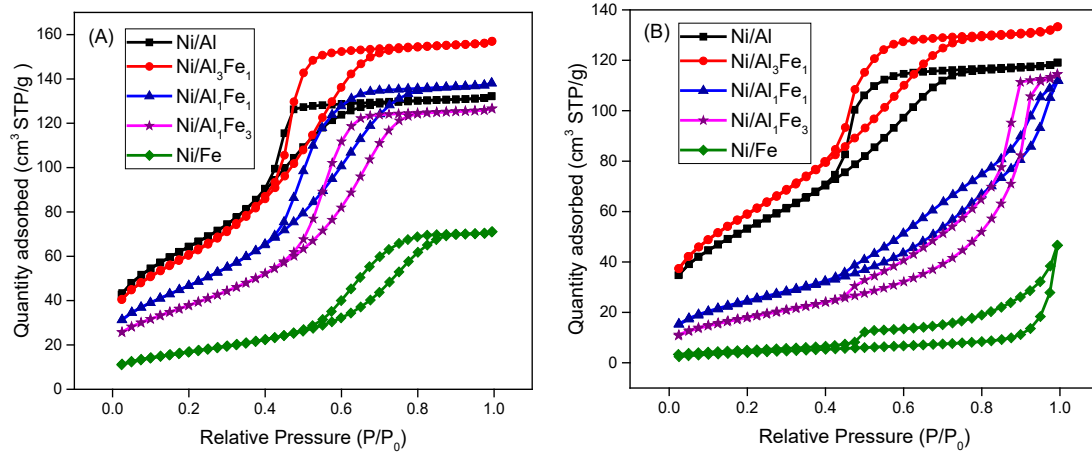 (A)
Ni/Al
Ni/Al₃Fe₁
Ni/Al₁Fe₁
Ni/Al₁Fe₃
Ni/Fe
Quantity adsorbed (cm³ STP/g)
160
140
120
100
80
60
40
20
0
0.0 0.2 0.4 0.6 0.8 1.0
Relative Pressure (P/P₀)
(B)
Ni/Al
Ni/Al₃Fe₁
Ni/Al₁Fe₁
Ni/Al₁Fe₃
Ni/Fe
Quantity adsorbed (cm³ STP/g)
140
120
100
80
60
40
20
0
0.0 0.2 0.4 0.6 0.8 1.0
Relative Pressure (P/P₀)